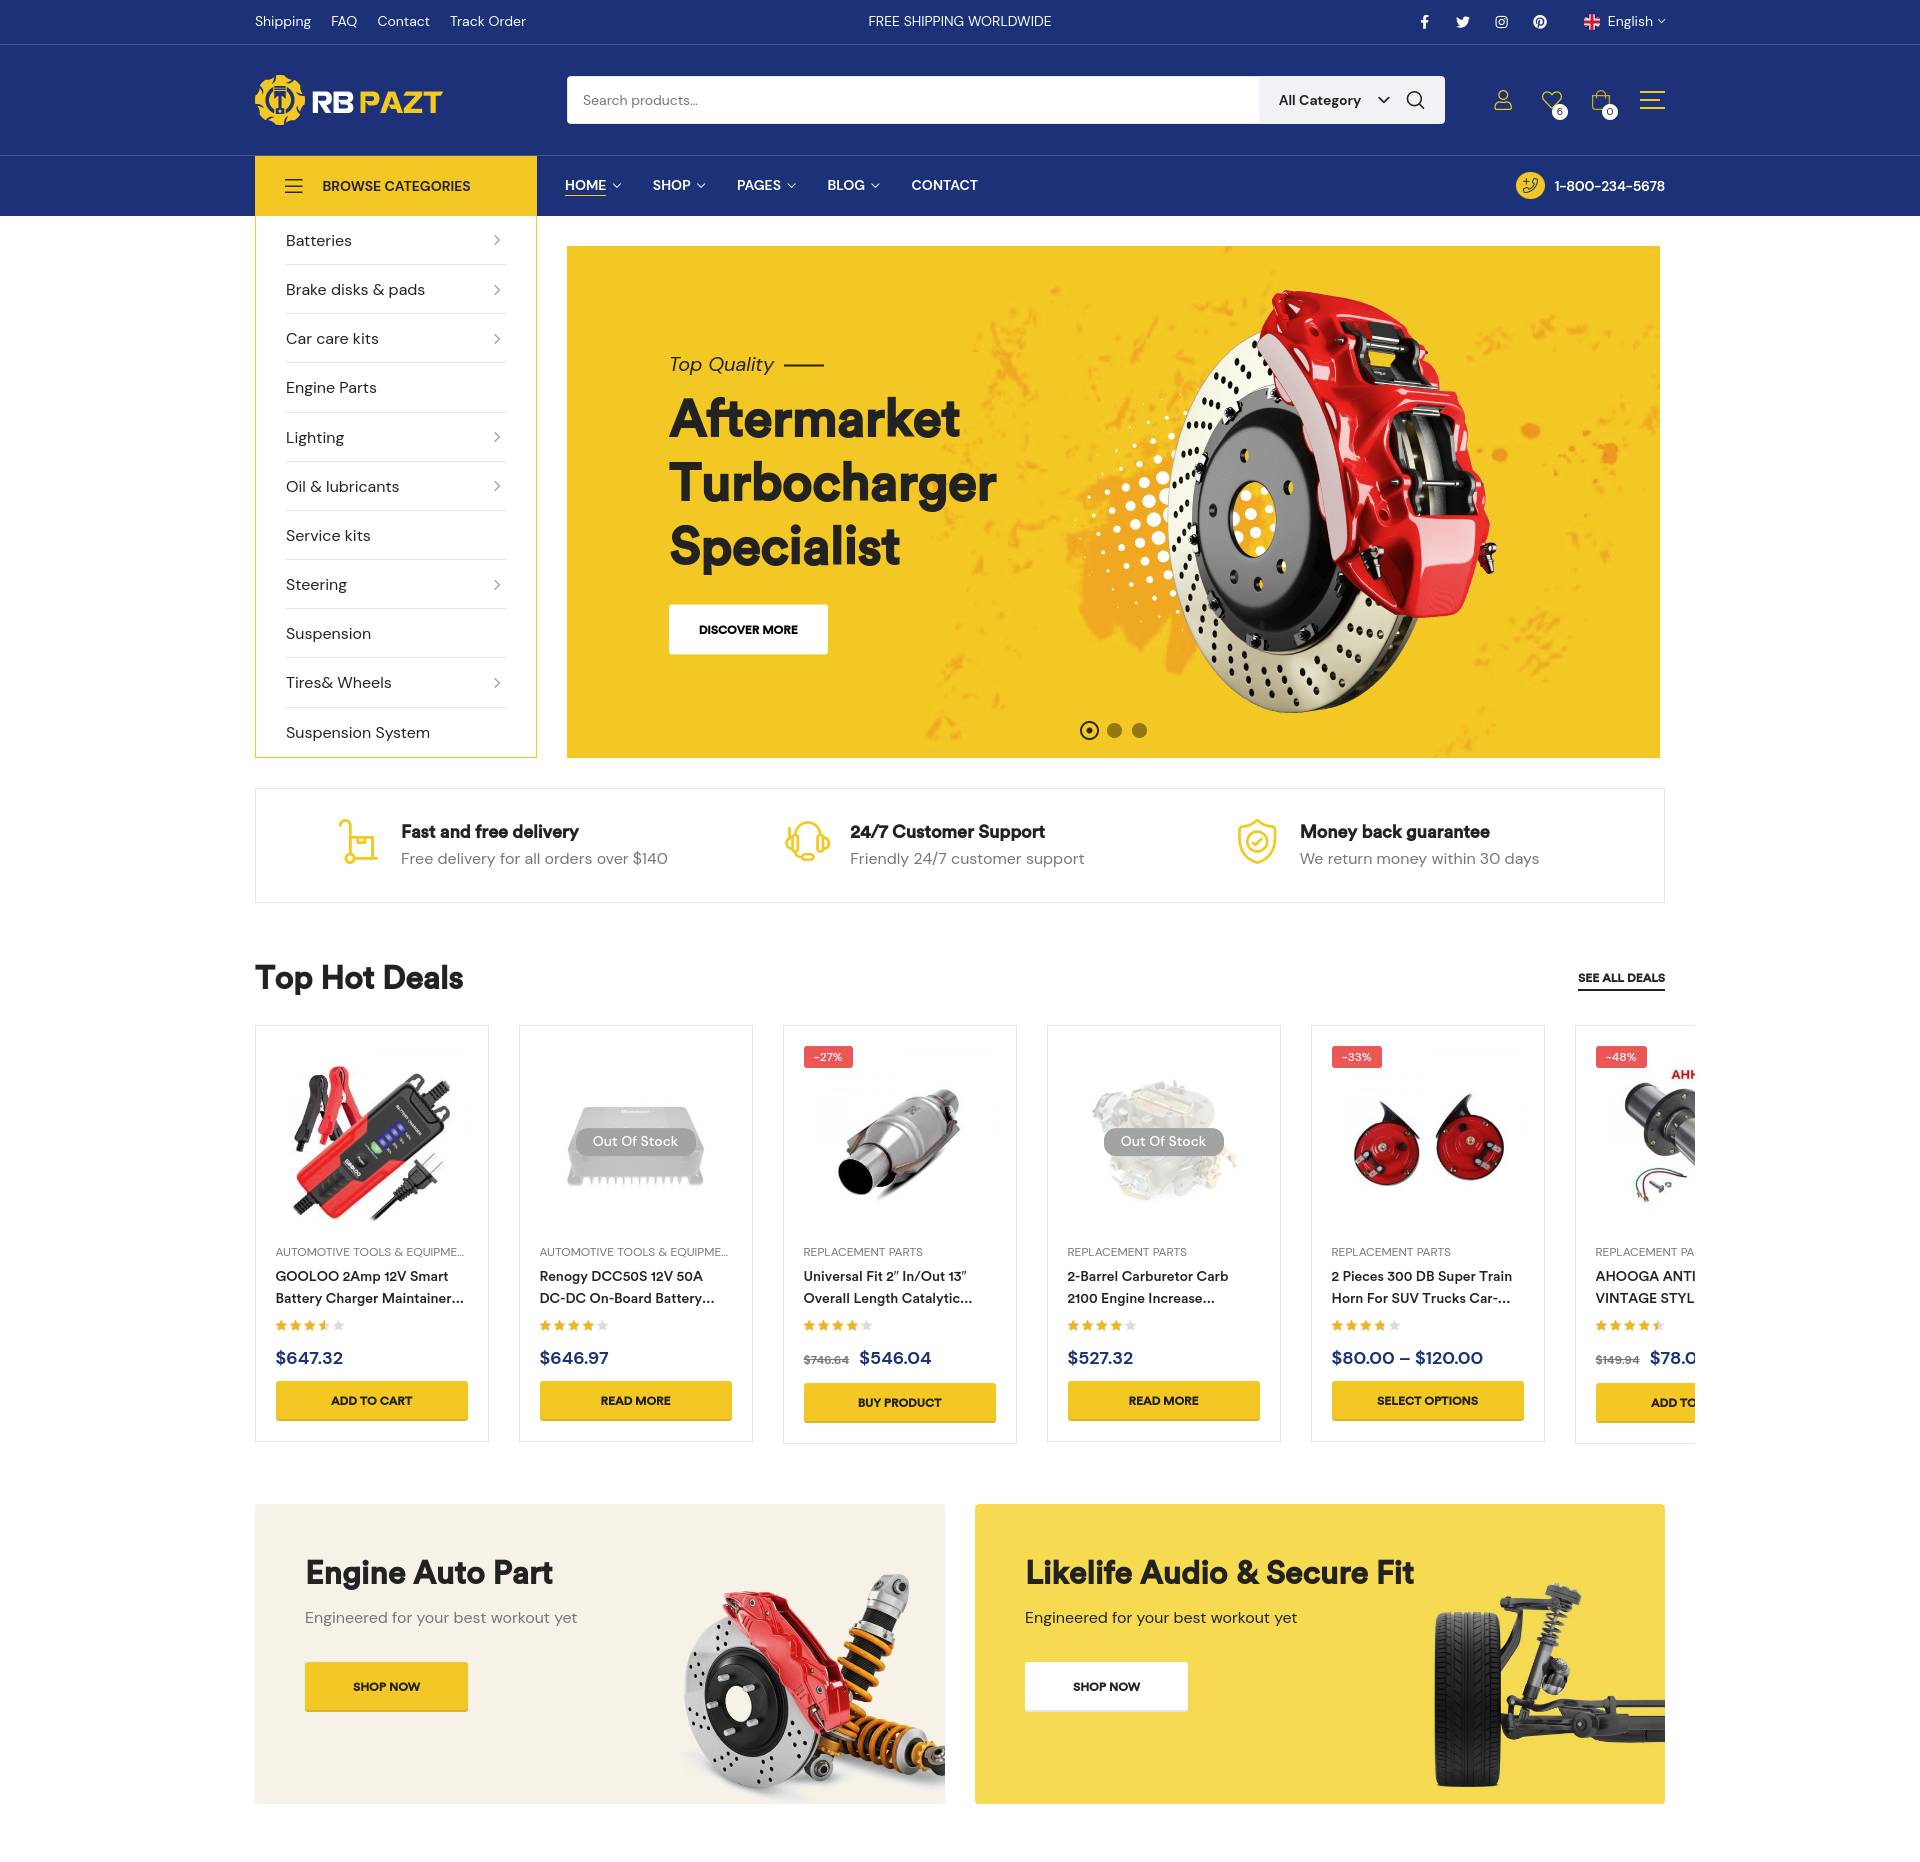 Shipping FAQ Contact Track Order FREE SHIPPING WORLDWIDE English
RB PAZT
Search products...
All Category
6
0
BROWSE CATEGORIES
HOME SHOP PAGES BLOG CONTACT
1-800-234-5678
Batteries
Brake disks & pads
Car care kits
Engine Parts
Lighting
Oil & lubricants
Service kits
Steering
Suspension
Tires& Wheels
Suspension System
Top Quality
Aftermarket
Turbocharger
Specialist
DISCOVER MORE
Fast and free delivery
Free delivery for all orders over $140
24/7 Customer Support
Friendly 24/7 customer support
Money back guarantee
We return money within 30 days
Top Hot Deals
SEE ALL DEALS
AUTOMOTIVE TOOLS & EQUIPME...
GOOLOO 2Amp 12V Smart
Battery Charger Maintainer...
$647.32
ADD TO CART
Out Of Stock
AUTOMOTIVE TOOLS & EQUIPME...
Renogy DCC50S 12V 50A
DC-DC On-Board Battery...
$646.97
READ MORE
-27%
REPLACEMENT PARTS
Universal Fit 2″ In/Out 13″
Overall Length Catalytic...
$746.64 $546.04
BUY PRODUCT
Out Of Stock
REPLACEMENT PARTS
2-Barrel Carburetor Carb
2100 Engine Increase...
$527.32
READ MORE
-33%
REPLACEMENT PARTS
2 Pieces 300 DB Super Train
Horn For SUV Trucks Car-...
$80.00 – $120.00
SELECT OPTIONS
-48%
AHH
REPLACEMENT PA
AHOOGA ANTI
VINTAGE STYL
$149.94 $78.0
ADD TO
Engine Auto Part
Engineered for your best workout yet
SHOP NOW
Likelife Audio & Secure Fit
Engineered for your best workout yet
SHOP NOW